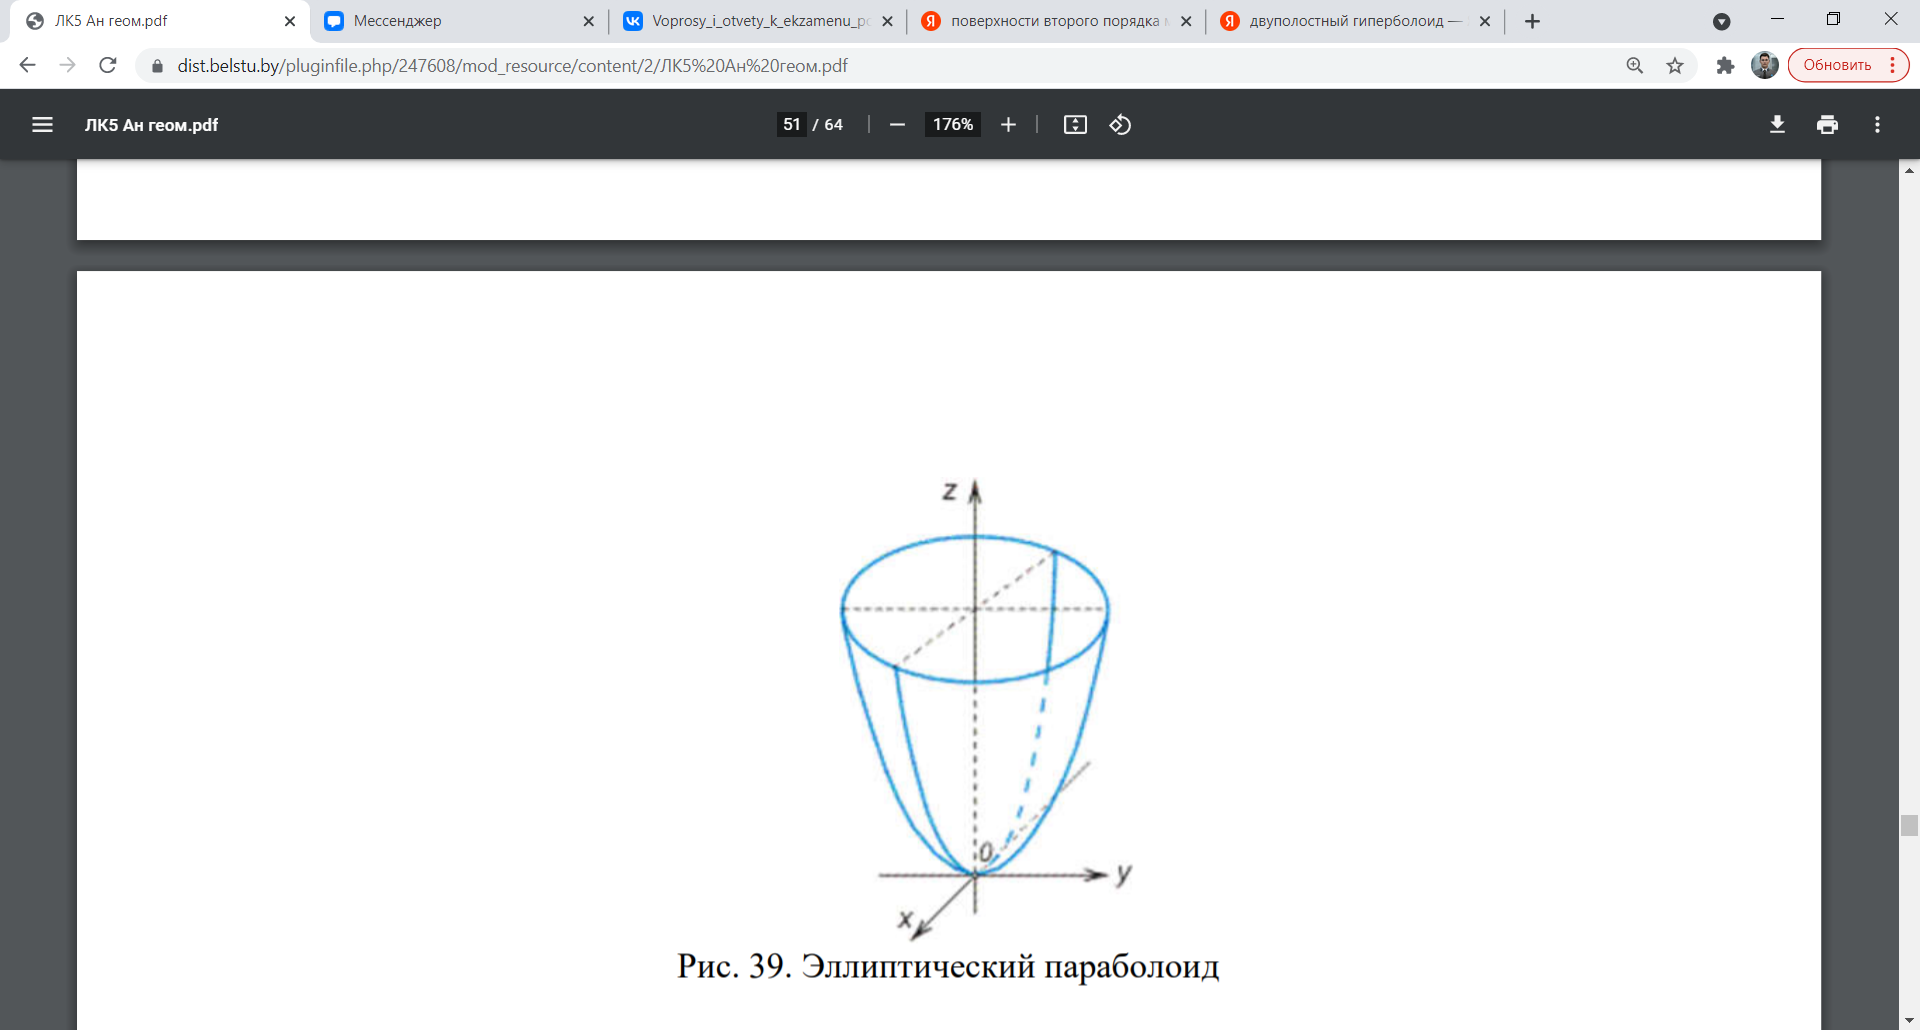 ЛК5 Ан геом.pdf
Мессенджер
Voprosy_i_otvety_k_ekzamenu_po
поверхности второго порядка
двуполостный гиперболоид —
dist.belstu.by/pluginfile.php/247608/mod_resource/content/2/ЛК5%20Ан%20геом.pdf
Обновить
ЛК5 Ан геом.pdf
51 / 64
176%
z
0
y
x
Рис. 39. Эллиптический параболоид